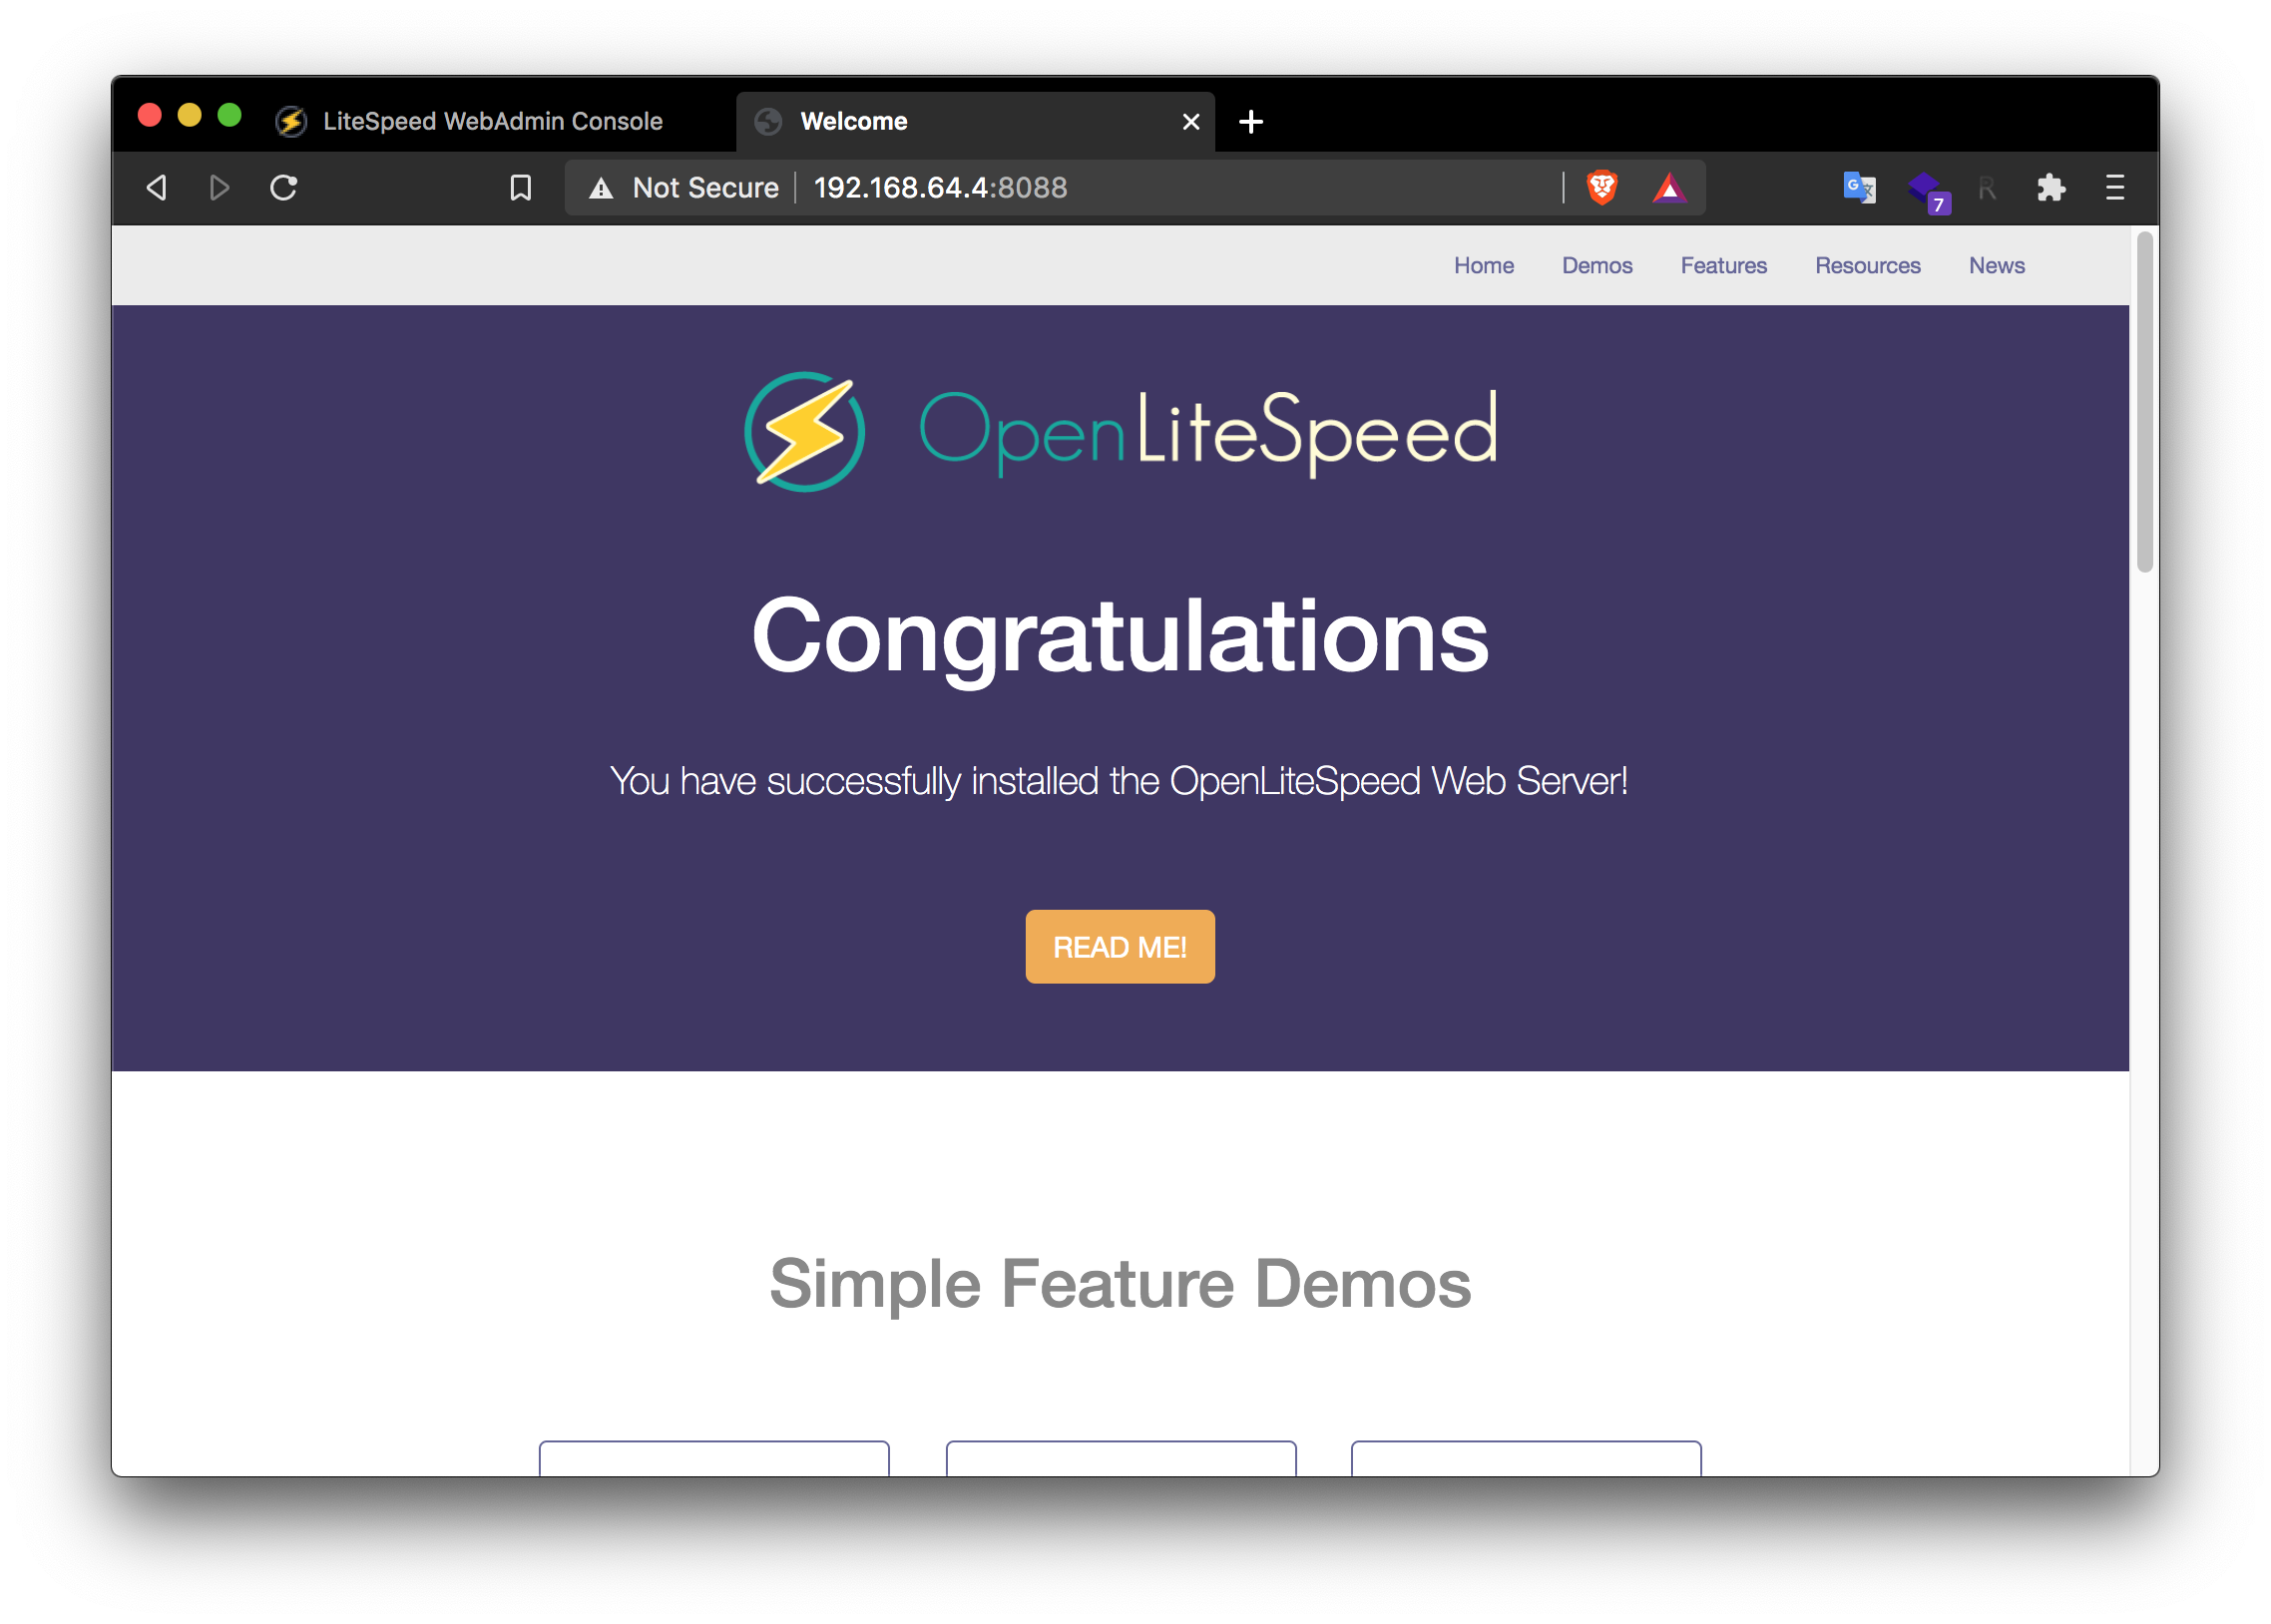 LiteSpeed WebAdmin Console
Welcome
Not Secure
192.168.64.4:8088
G 文
7
R
Home Demos Features Resources News
OpenLiteSpeed
Congratulations
You have successfully installed the OpenLiteSpeed Web Server!
READ ME!
Simple Feature Demos